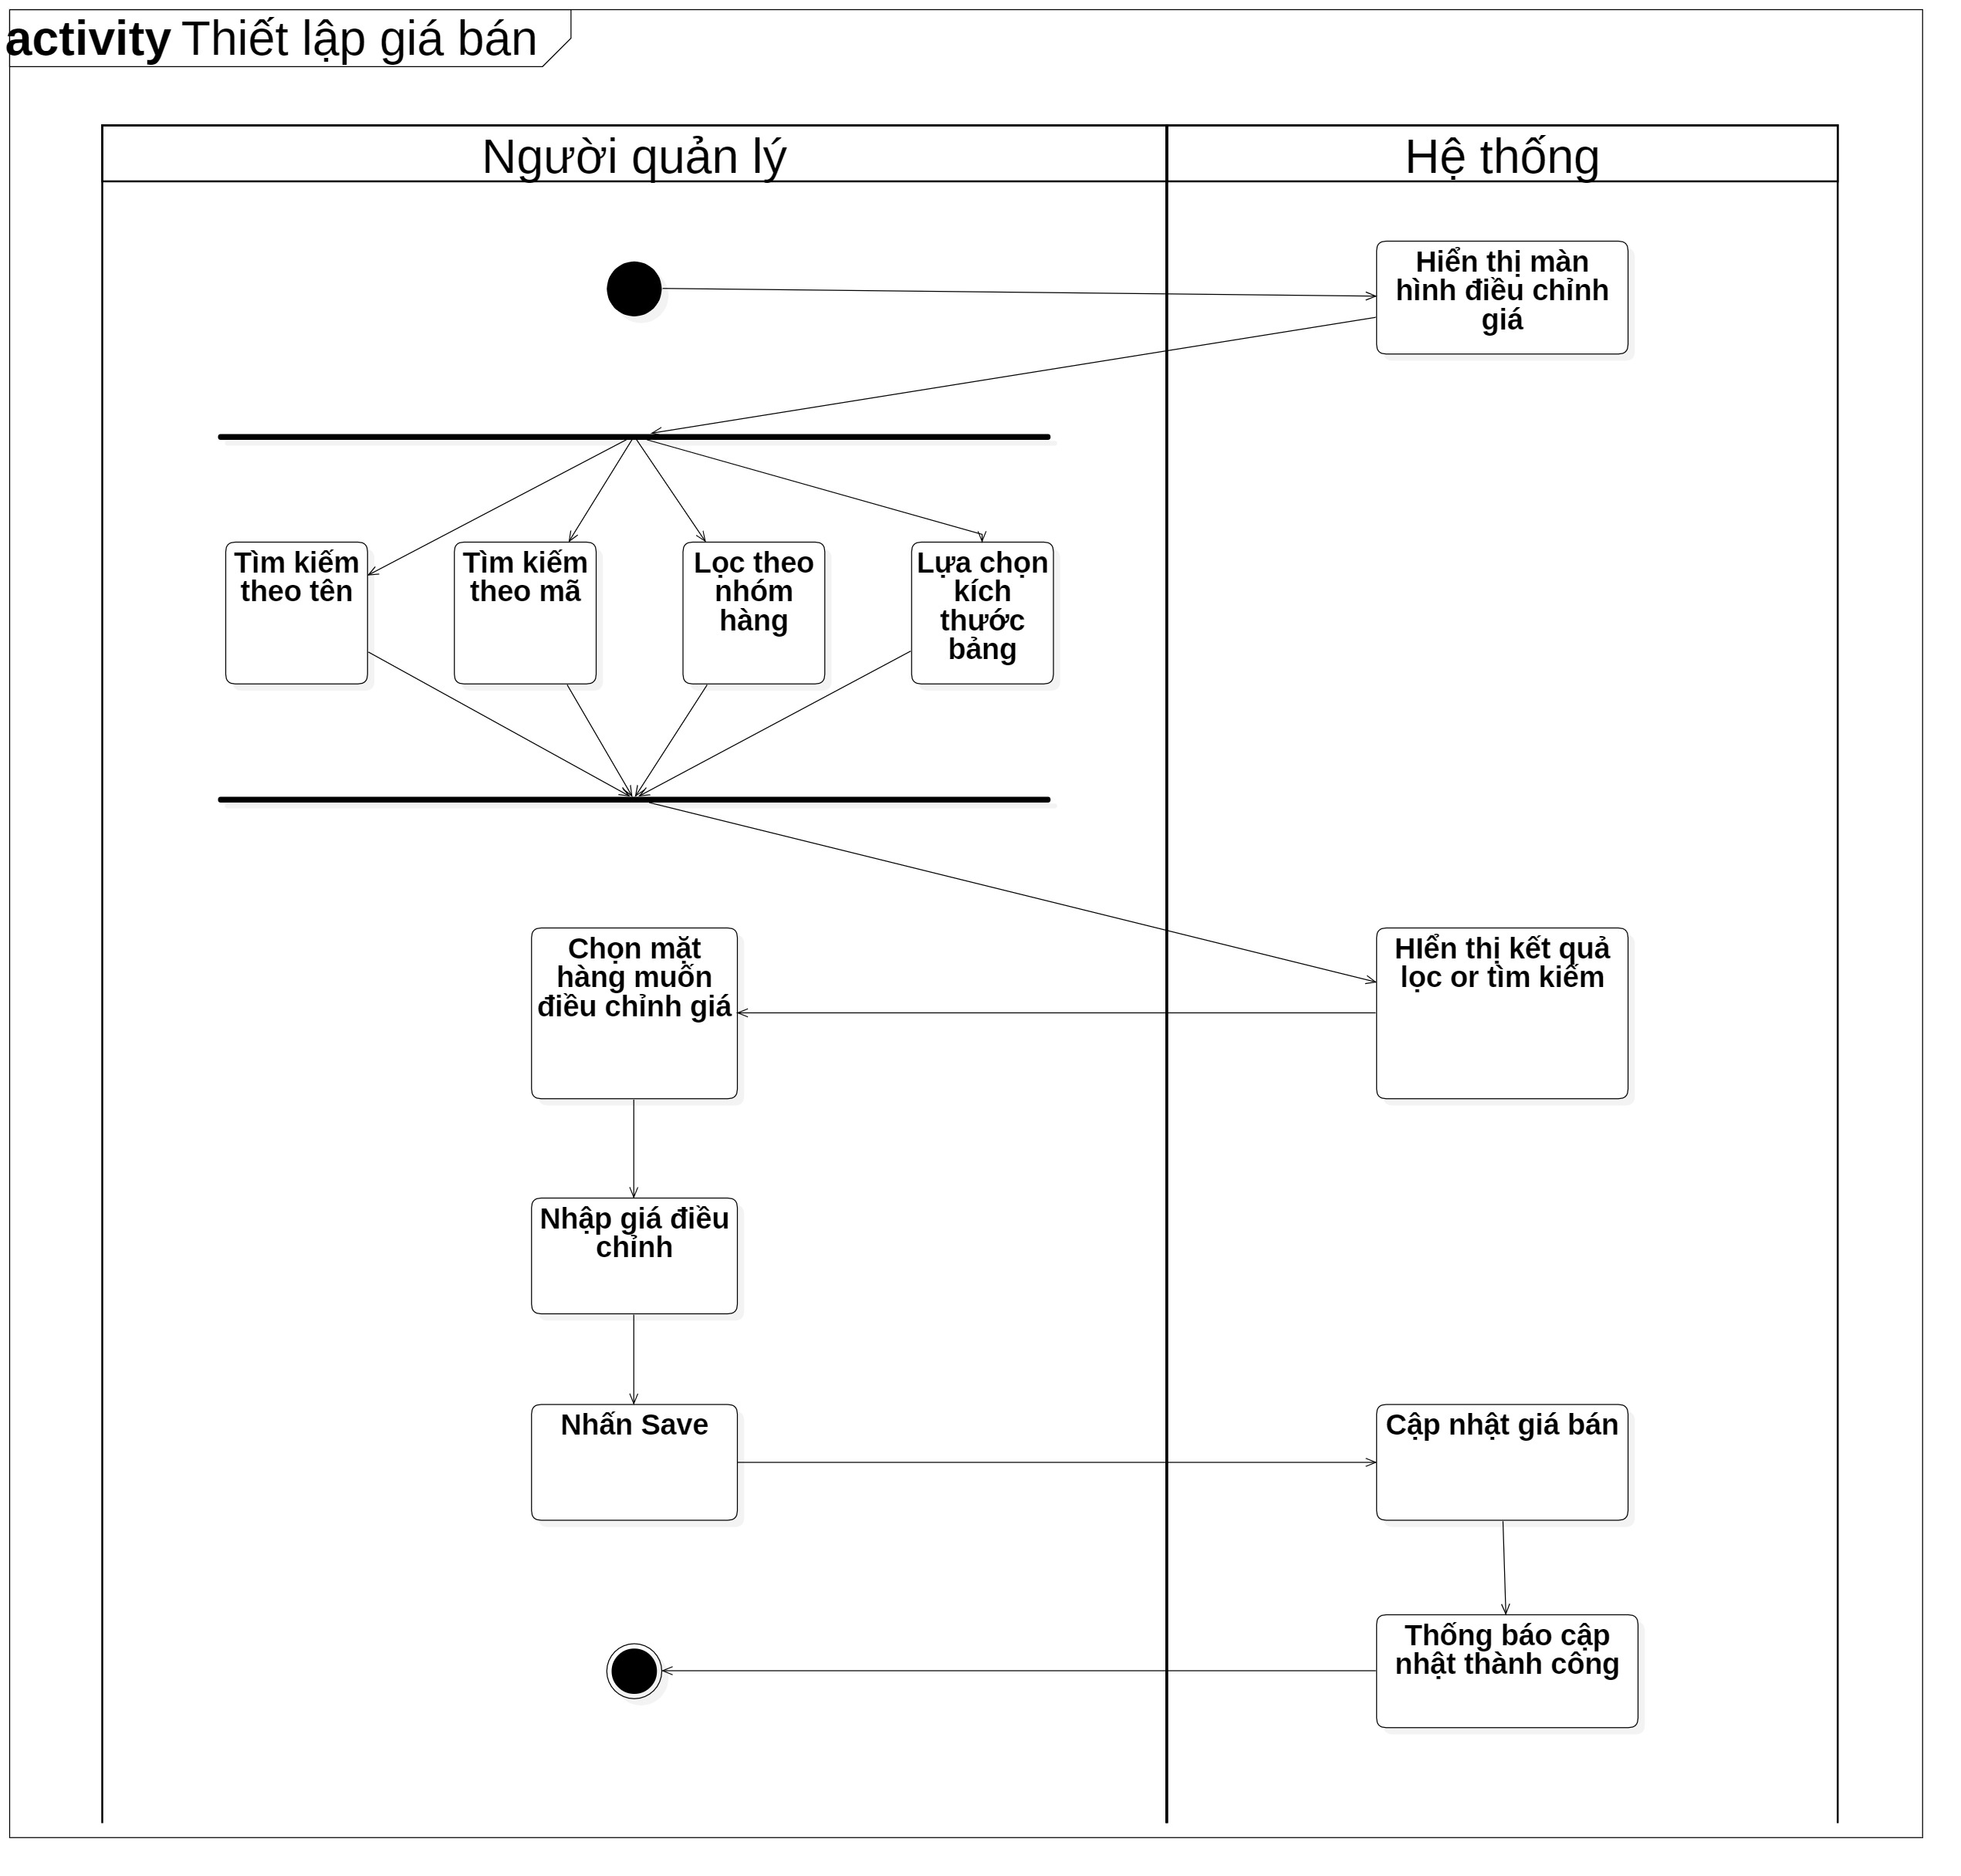 activity Thiết lập giá bán
Người quản lý
Hệ thống
Hiển thị màn
hình điều chỉnh
giá
Tìm kiếm
theo tên
Tìm kiếm
theo mã
Lọc theo
nhóm
hàng
Lựa chọn
kích
thước
bảng
Chọn mặt
hàng muốn
điều chỉnh giá
HIển thị kết quả
lọc or tìm kiếm
Nhập giá điều
chỉnh
Nhấn Save
Cập nhật giá bán
Thống báo cập
nhật thành công